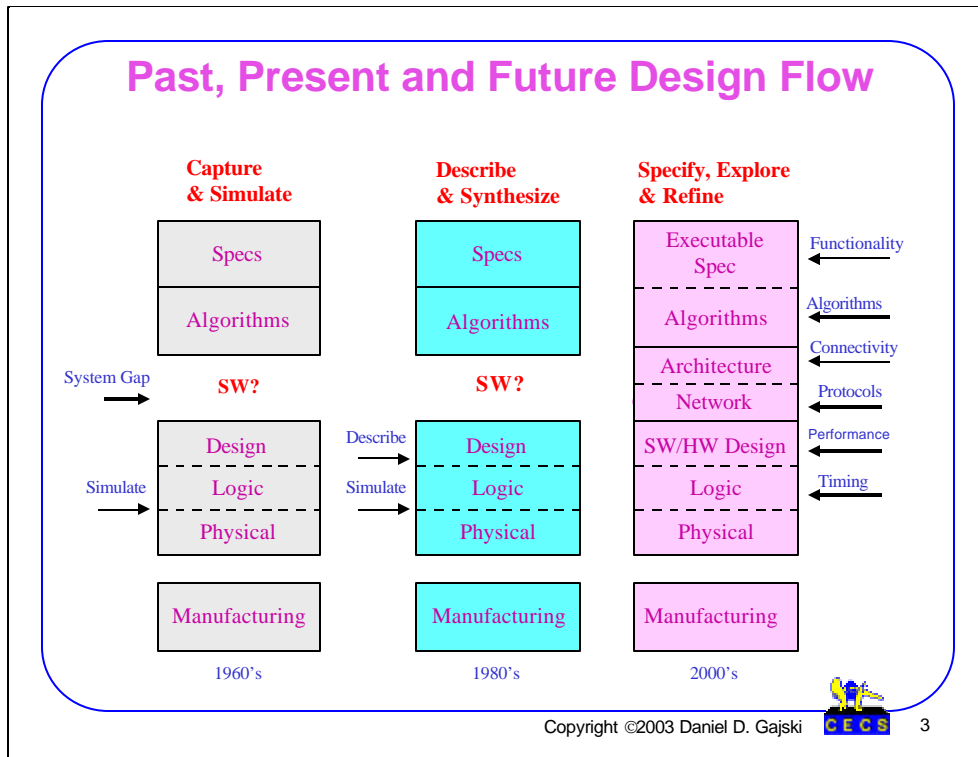 Past, Present and Future Design Flow
Capture
& Simulate
Describe
& Synthesize
Specify, Explore
& Refine
Specs
Algorithms
System Gap
SW?
Simulate
Design
Logic
Physical
Manufacturing
1960's
Specs
Algorithms
SW?
Describe
Simulate
Design
Logic
Physical
Manufacturing
1980's
Executable
Spec
Algorithms
Architecture
Network
SW/HW Design
Logic
Physical
Manufacturing
2000's
Functionality
Algorithms
Connectivity
Protocols
Performance
Timing
Copyright ©2003 Daniel D. Gajski
CECS
3